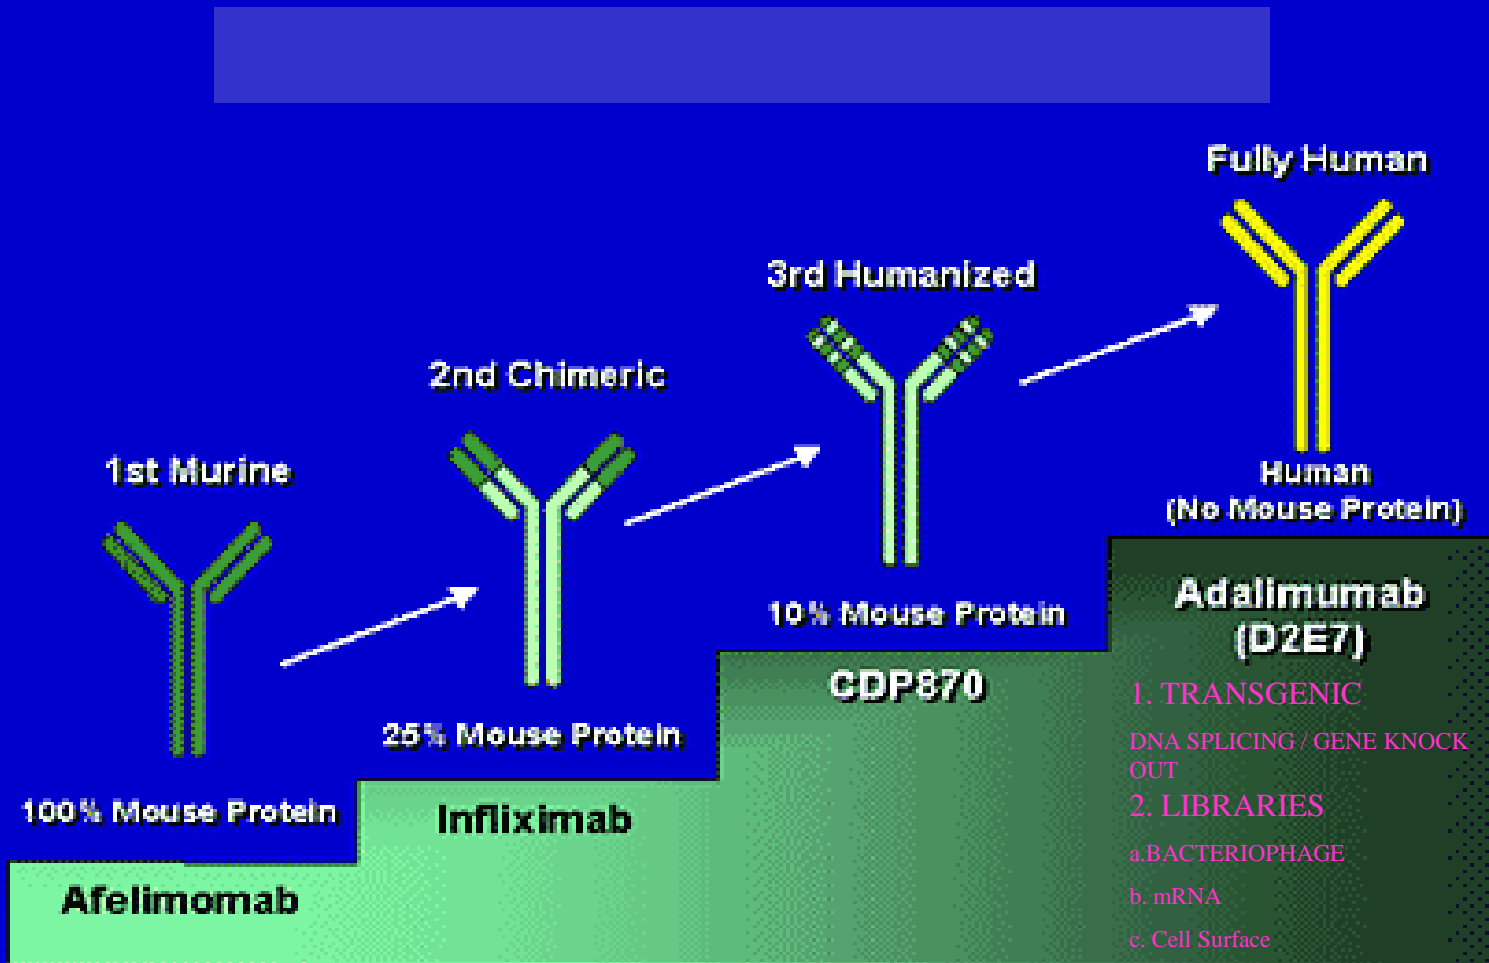 Fully Human
3rd Humanized
2nd Chimeric
1st Murine
Human
(No Mouse Protein)
Adalimumab
(D2E7)
10% Mouse Protein
CDP870
25% Mouse Protein
Infliximab
100% Mouse Protein
Afelimomab
1. TRANSGENIC
DNA SPLICING / GENE KNOCK
OUT
2. LIBRARIES
a.BACTERIOPHAGE
b. mRNA
c. Cell Surface